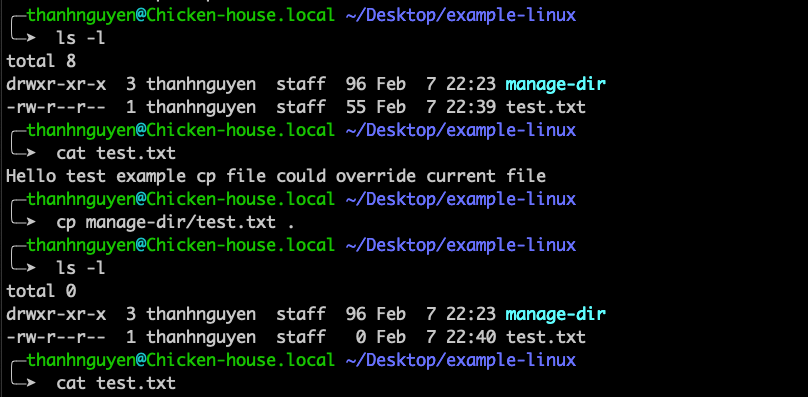 ╭─thanhnguyen@Chicken-house.local ~/Desktop/example-linux
╰─➤  ls -l
total 8
drwxr-xr-x  3 thanhnguyen  staff  96 Feb  7 22:23 manage-dir
-rw-r--r--  1 thanhnguyen  staff  55 Feb  7 22:39 test.txt
╭─thanhnguyen@Chicken-house.local ~/Desktop/example-linux
╰─➤  cat test.txt
Hello test example cp file could override current file
╭─thanhnguyen@Chicken-house.local ~/Desktop/example-linux
╰─➤  cp manage-dir/test.txt .
╭─thanhnguyen@Chicken-house.local ~/Desktop/example-linux
╰─➤  ls -l
total 0
drwxr-xr-x  3 thanhnguyen  staff  96 Feb  7 22:23 manage-dir
-rw-r--r--  1 thanhnguyen  staff   0 Feb  7 22:40 test.txt
╭─thanhnguyen@Chicken-house.local ~/Desktop/example-linux
╰─➤  cat test.txt